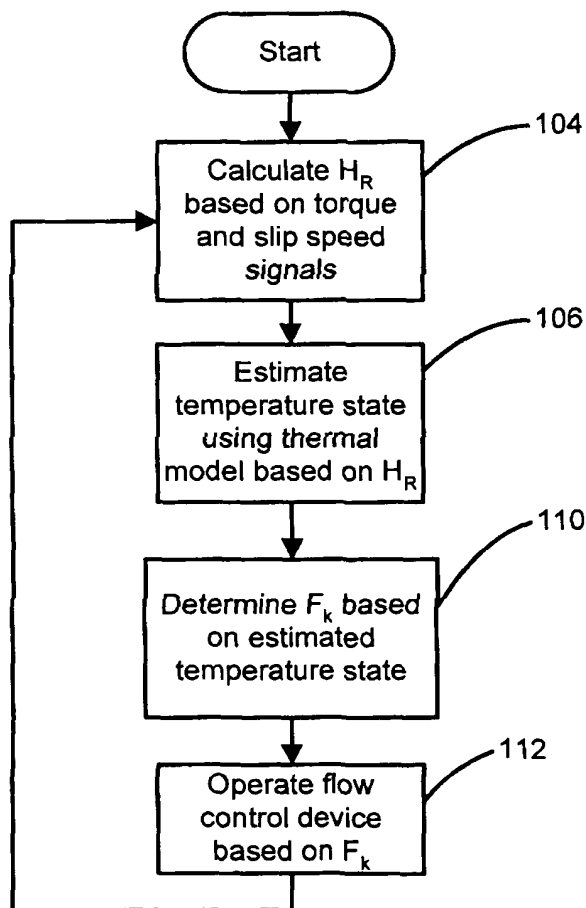 Start
104
Calculate H_R
based on torque
and slip speed
signals
106
Estimate
temperature state
using thermal
model based on H_R
110
Determine F_k based
on estimated
temperature state
112
Operate flow
control device
based on F_k